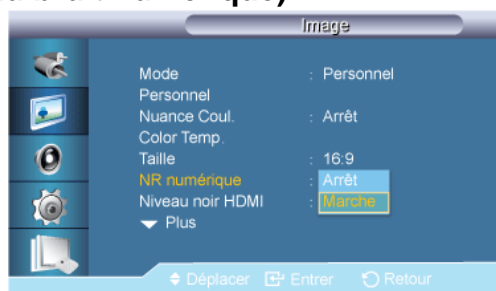 Image
Mode : Personnel
Personnel
Nuance Coul. : Arrêt
Color Temp.
Taille : 16:9
NR numérique : Arrêt
Niveau noir HDMI : Marche
Plus
Déplacer Entrer Retour